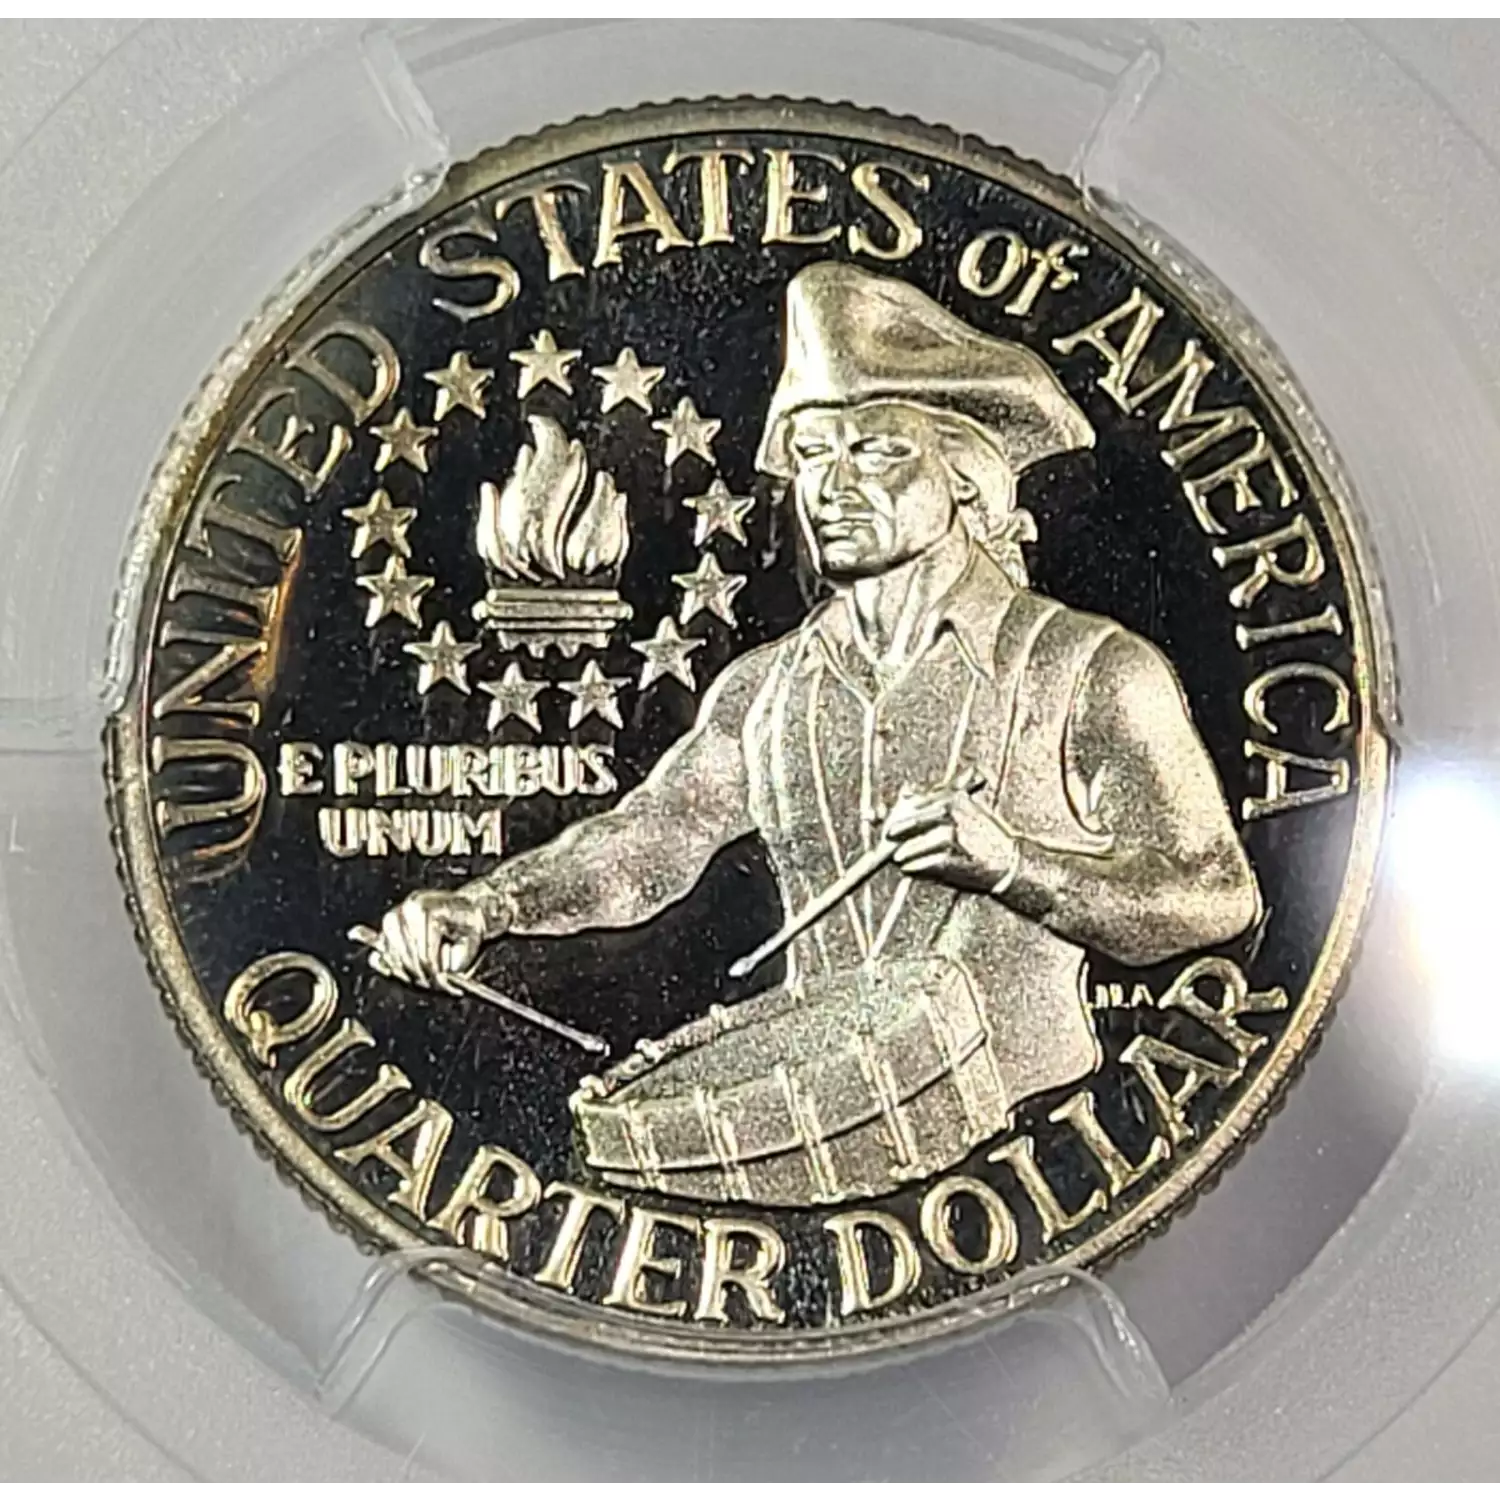 UNITED STATES of AMERICA
E PLURIBUS
UNUM
JLA
QUARTER DOLLAR